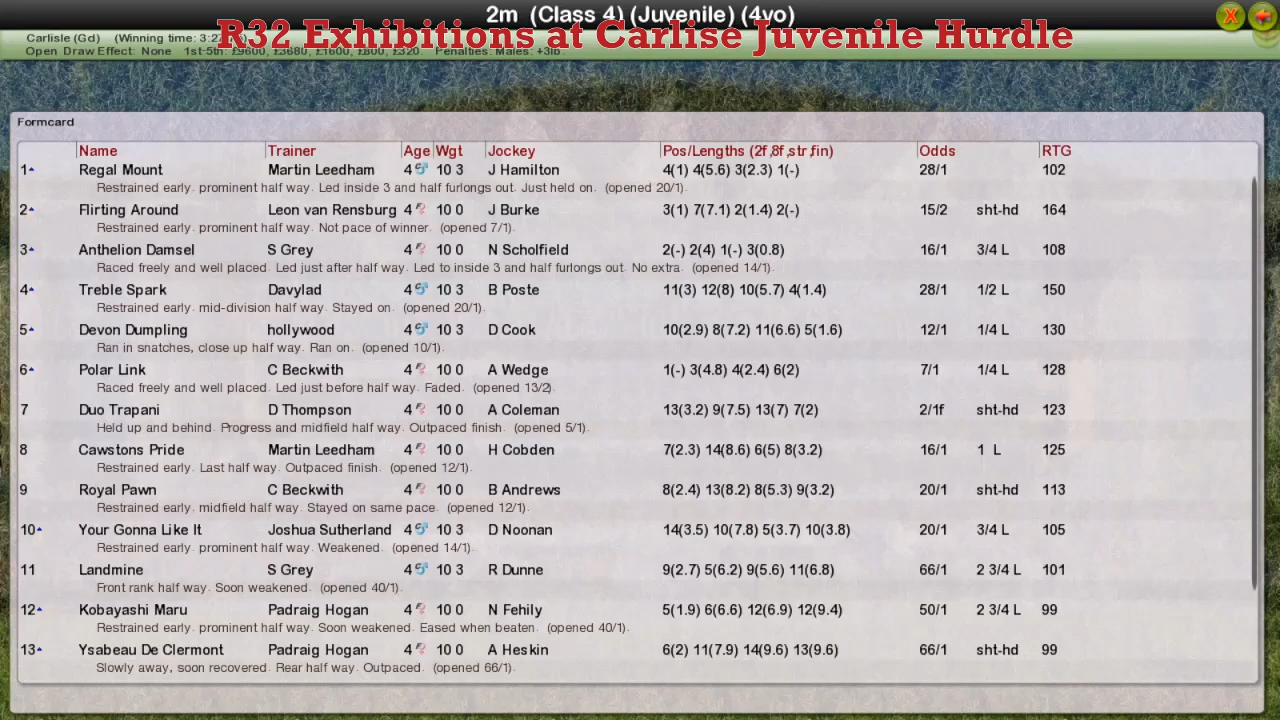 2m (Class 4) (Juvenile) (4yo)
R32 Exhibitions at Carlise Juvenile Hurdle
Carlisle (Gd) (Winning time: 3:2
Open Draw Effect: None 1st-5th: £9600, £3680, £1600, £800, £320. Penalties: Males: +3lb.
Formcard
Name Trainer Age Wgt Jockey Pos/Lengths (2f,8f,str,fin) Odds RTG
1 Regal Mount Martin Leedham 4 10 3 J Hamilton 4(1) 4(5.6) 3(2.3) 1(-) 28/1 102
Restrained early. prominent half way. Led inside 3 and half furlongs out. Just held on. (opened 20/1).
2 Flirting Around Leon van Rensburg 4 10 0 J Burke 3(1) 7(7.1) 2(1.4) 2(-) 15/2 sht-hd 164
Restrained early. prominent half way. Not pace of winner. (opened 7/1).
3 Anthelion Damsel S Grey 4 10 0 N Scholfield 2(-) 2(4) 1(-) 3(0.8) 16/1 3/4 L 108
Raced freely and well placed. Led just after half way. Led to inside 3 and half furlongs out. No extra. (opened 14/1).
4 Treble Spark Davylad 4 10 3 B Poste 11(3) 12(8) 10(5.7) 4(1.4) 28/1 1/2 L 150
Restrained early. mid-division half way. Stayed on. (opened 20/1).
5 Devon Dumpling hollywood 4 10 3 D Cook 10(2.9) 8(7.2) 11(6.6) 5(1.6) 12/1 1/4 L 130
Ran in snatches, close up half way. Ran on. (opened 10/1).
6 Polar Link C Beckwith 4 10 0 A Wedge 1(-) 3(4.8) 4(2.4) 6(2) 7/1 1/4 L 128
Raced freely and well placed. Led just before half way. Faded. (opened 13/2).
7 Duo Trapani D Thompson 4 10 0 A Coleman 13(3.2) 9(7.5) 13(7) 7(2) 2/1f sht-hd 123
Held up and behind. Progress and midfield half way. Outpaced finish. (opened 5/1).
8 Cawstons Pride Martin Leedham 4 10 0 H Cobden 7(2.3) 14(8.6) 6(5) 8(3.2) 16/1 1 L 125
Restrained early. Last half way. Outpaced finish. (opened 12/1).
9 Royal Pawn C Beckwith 4 10 0 B Andrews 8(2.4) 13(8.2) 8(5.3) 9(3.2) 20/1 sht-hd 113
Restrained early. midfield half way. Stayed on same pace. (opened 12/1).
10 Your Gonna Like It Joshua Sutherland 4 10 3 D Noonan 14(3.5) 10(7.8) 5(3.7) 10(3.8) 20/1 3/4 L 105
Restrained early. prominent half way. Weakened. (opened 14/1).
11 Landmine S Grey 4 10 3 R Dunne 9(2.7) 5(6.2) 9(5.6) 11(6.8) 66/1 2 3/4 L 101
Front rank half way. Soon weakened. (opened 40/1).
12 Kobayashi Maru Padraig Hogan 4 10 0 N Fehily 5(1.9) 6(6.6) 12(6.9) 12(9.4) 50/1 2 3/4 L 99
Restrained early. prominent half way. Soon weakened. Eased when beaten. (opened 40/1).
13 Ysabeau De Clermont Padraig Hogan 4 10 0 A Heskin 6(2) 11(7.9) 14(9.6) 13(9.6) 66/1 sht-hd 99
Slowly away, soon recovered. Rear half way. Outpaced. (opened 66/1).